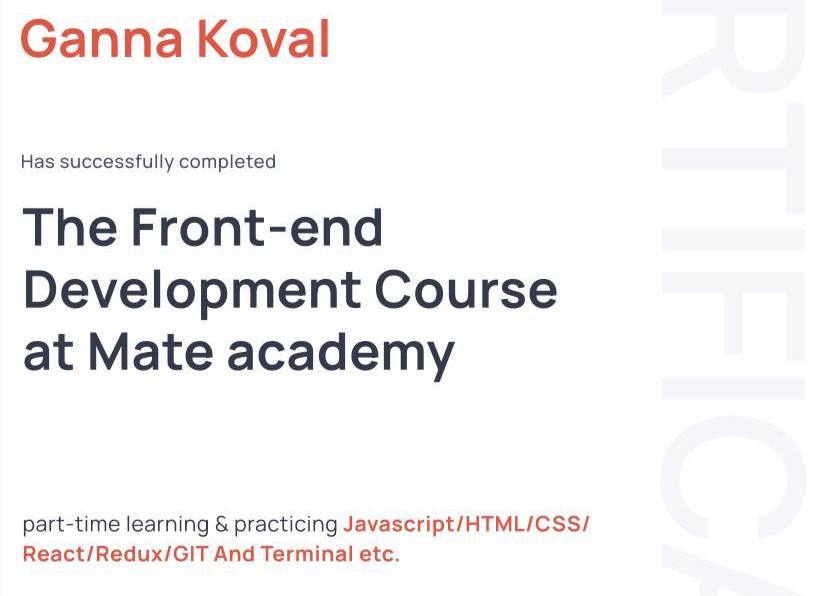 Ganna Koval
Has successfully completed
The Front-end
Development Course
at Mate academy
part-time learning & practicing Javascript/HTML/CSS/
React/Redux/GIT And Terminal etc.
RTIFICA